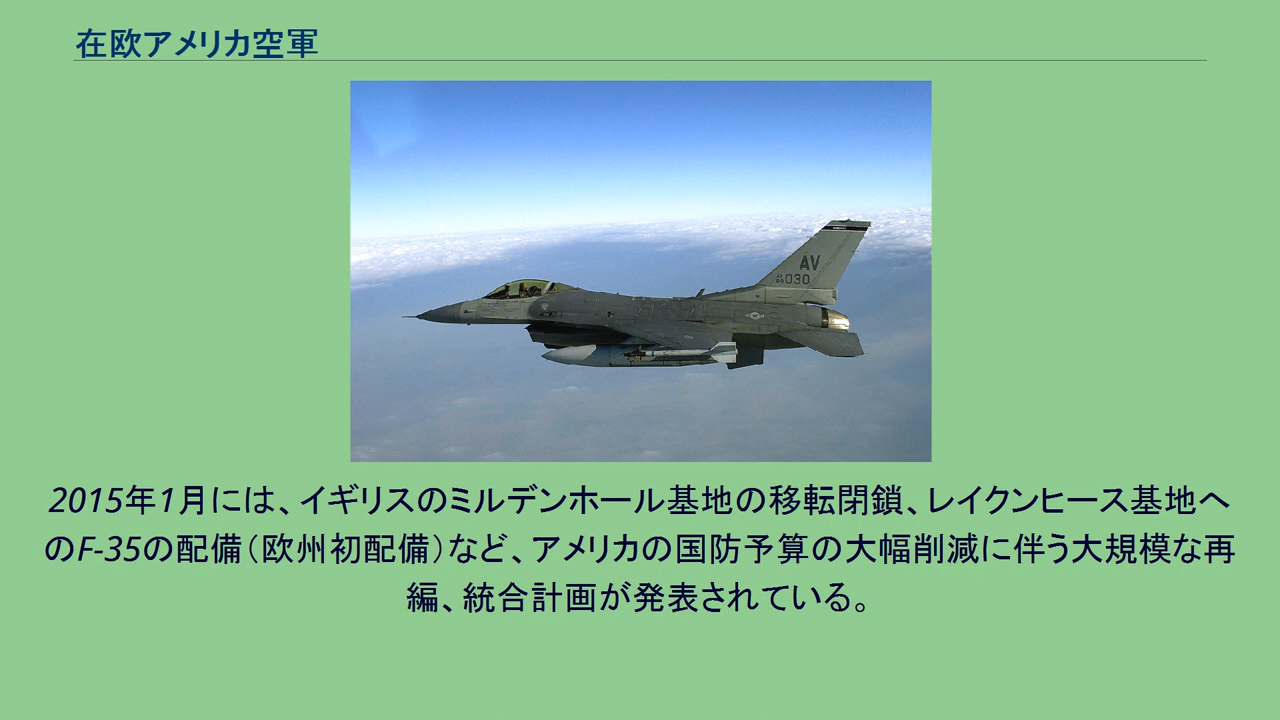 在欧アメリカ空軍
AV
89030
2015年1月には、イギリスのミルデンホール基地の移転閉鎖、レイクンヒース基地へ
のF-35の配備（欧州初配備）など、アメリカの国防予算の大幅削減に伴う大規模な再
編、統合計画が発表されている。